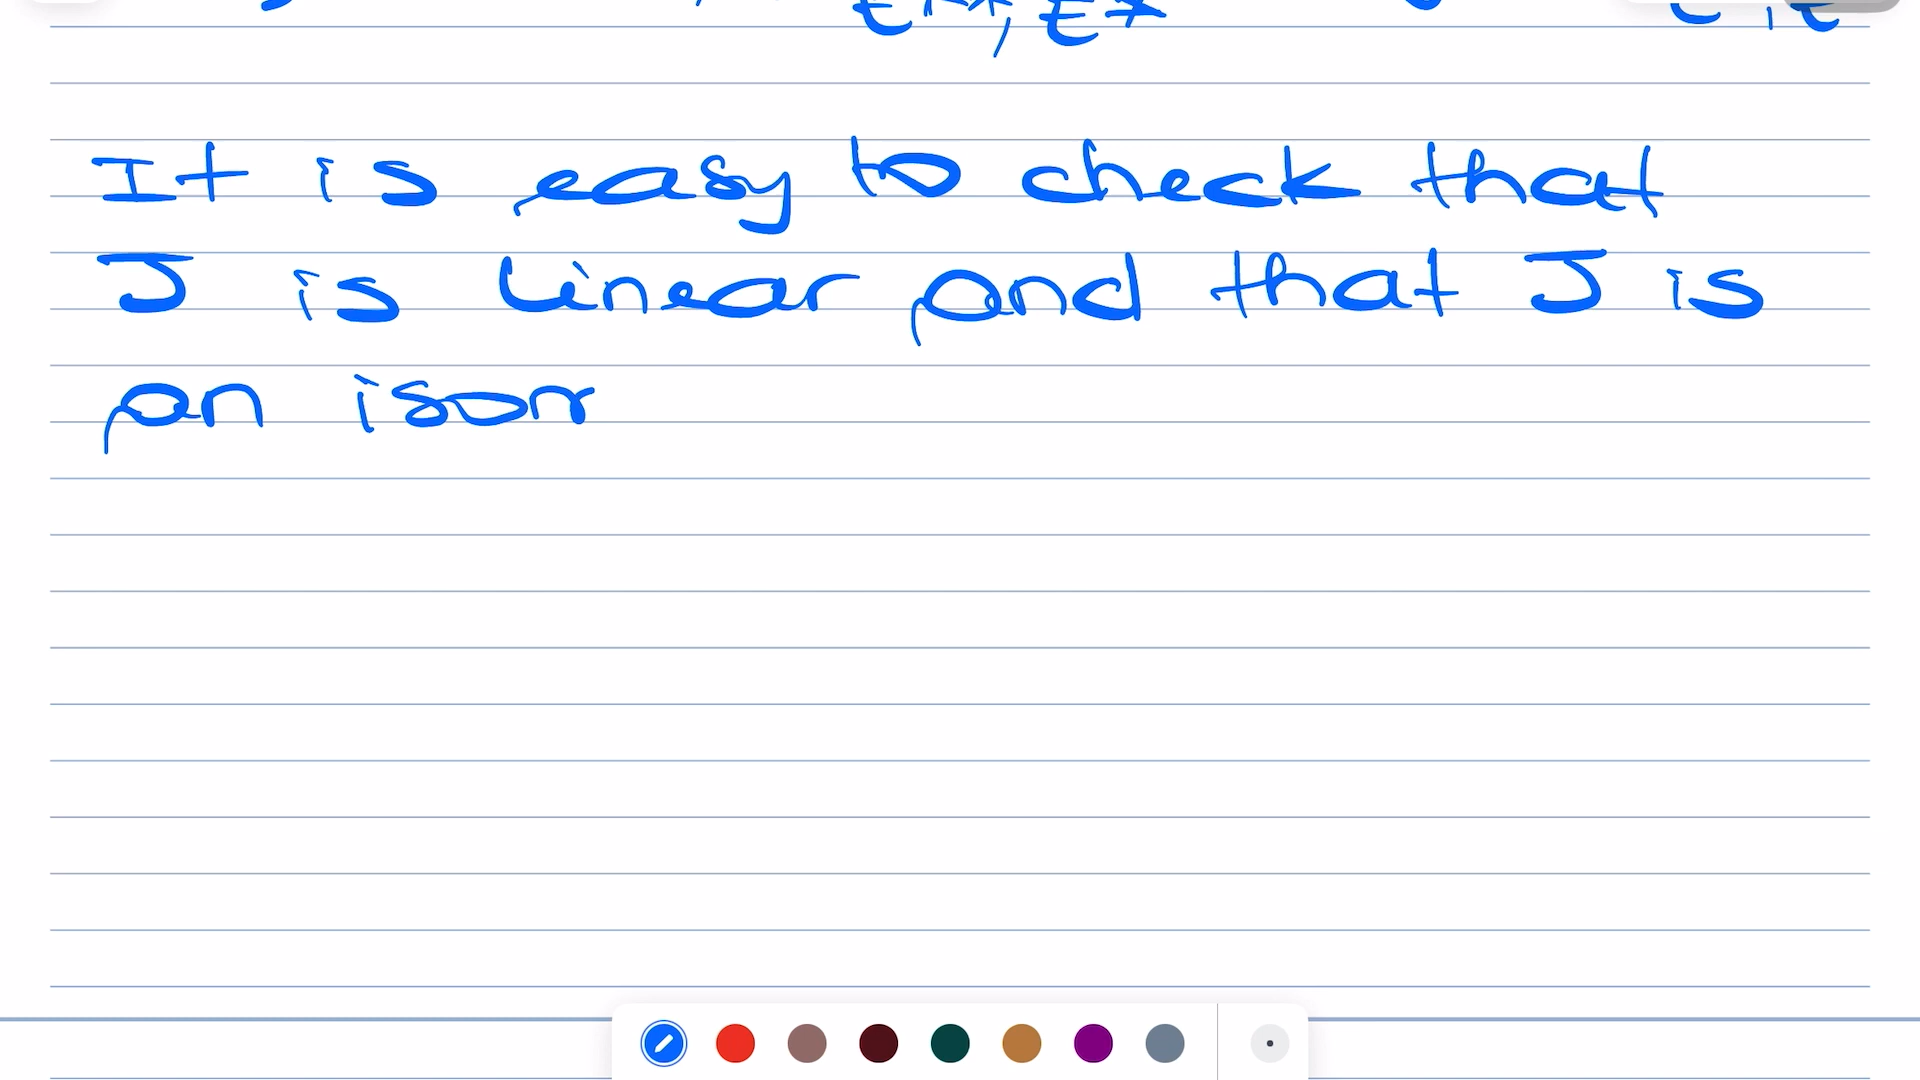 E**, E* E', E
It is easy to check that
J is linear and that J is
an isom